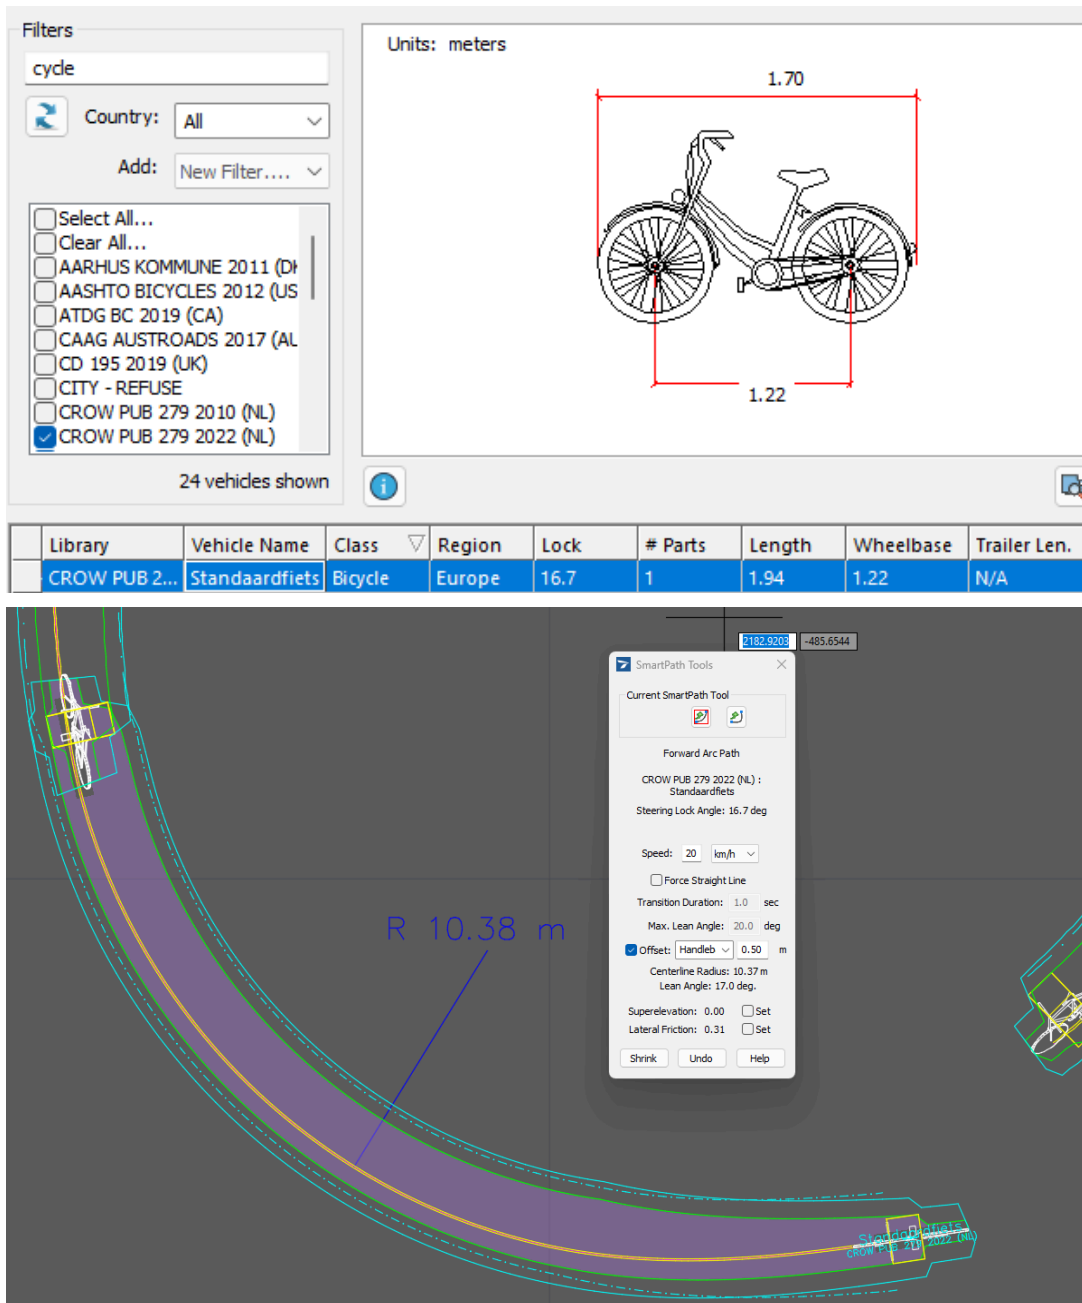 Filters
cycle
Country: All
Add: New Filter....
Select All...
Clear All...
AARHUS KOMMUNE 2011 (DK
AASHTO BICYCLES 2012 (US
ATDG BC 2019 (CA)
CAAG AUSTROADS 2017 (AU
CD 195 2019 (UK)
CITY - REFUSE
CROW PUB 279 2010 (NL)
CROW PUB 279 2022 (NL)
24 vehicles shown
Units: meters
1.70
1.22
Library Vehicle Name Class Region Lock # Parts Length Wheelbase Trailer Len.
CROW PUB 2... Standaardfiets Bicycle Europe 16.7 1 1.94 1.22 N/A
2182.9203 -485.6544
SmartPath Tools
Current SmartPath Tool
Forward Arc Path
CROW PUB 279 2022 (NL) :
Standaardfiets
Steering Lock Angle: 16.7 deg
Speed: 20 km/h
Force Straight Line
Transition Duration: 1.0 sec
Max. Lean Angle: 20.0 deg
Offset: Handleb 0.50 m
Centerline Radius: 10.37 m
Lean Angle: 17.0 deg.
Superelevation: 0.00 Set
Lateral Friction: 0.31 Set
Shrink Undo Help
R 10.38 m
Standaardfiets
CROW PUB 279 2022 (NL)